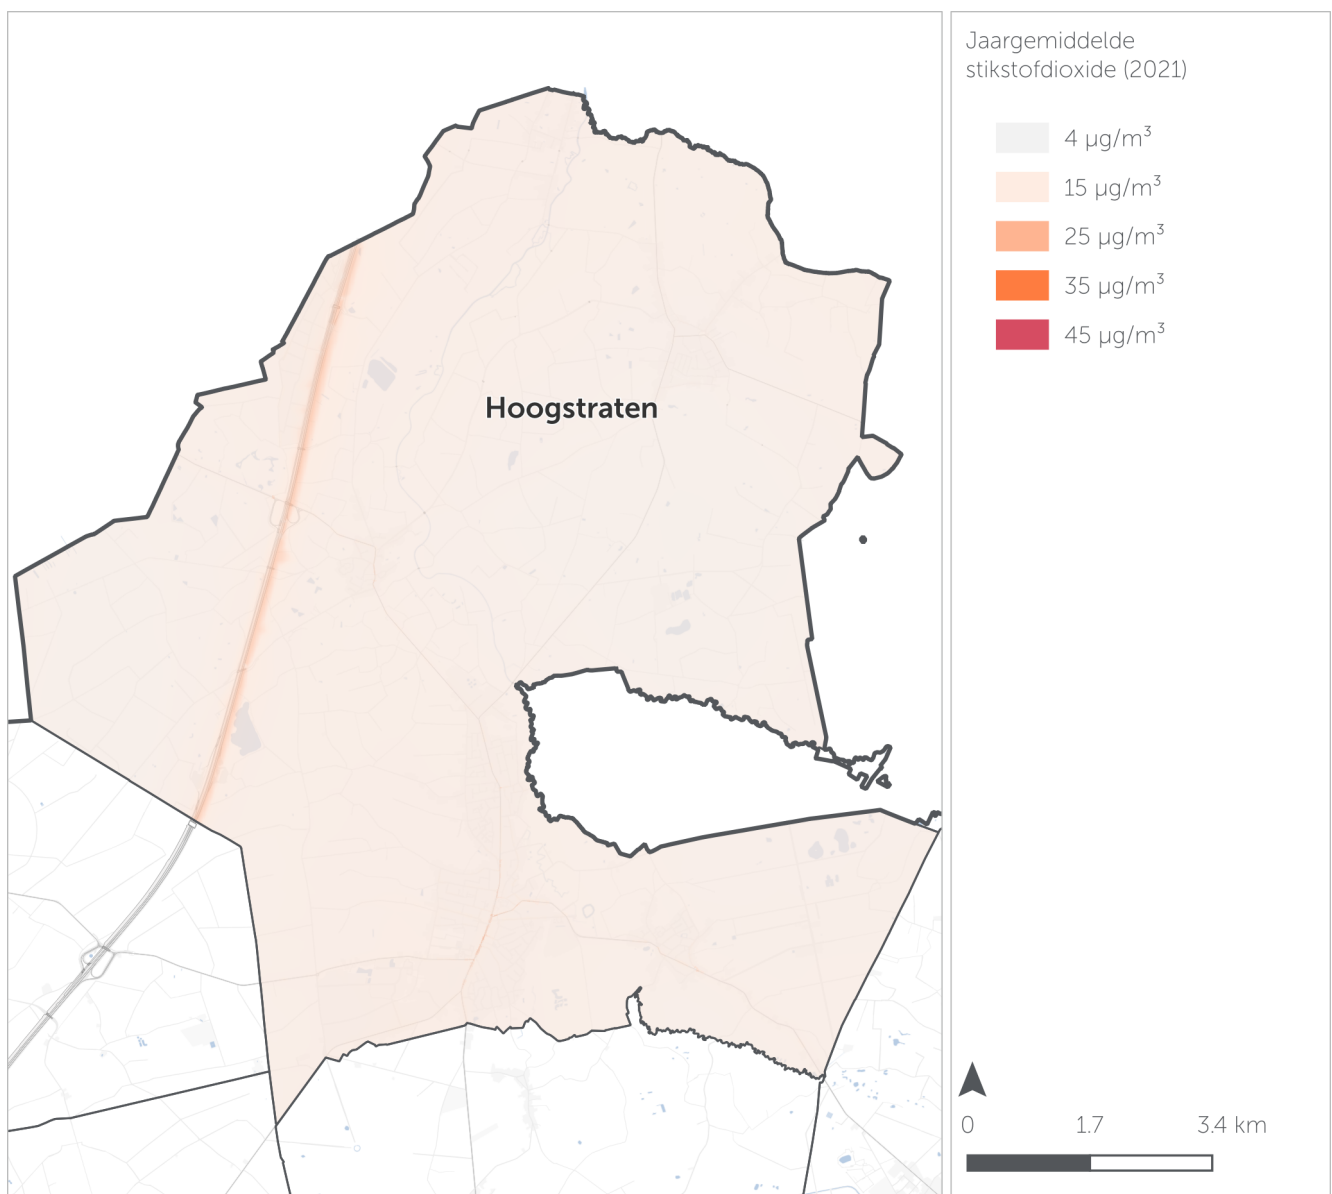 Jaargemiddelde
stikstofdioxide (2021)
4 µg/m³
15 µg/m³
25 µg/m³
35 µg/m³
45 µg/m³
Hoogstraten
0 1.7 3.4 km